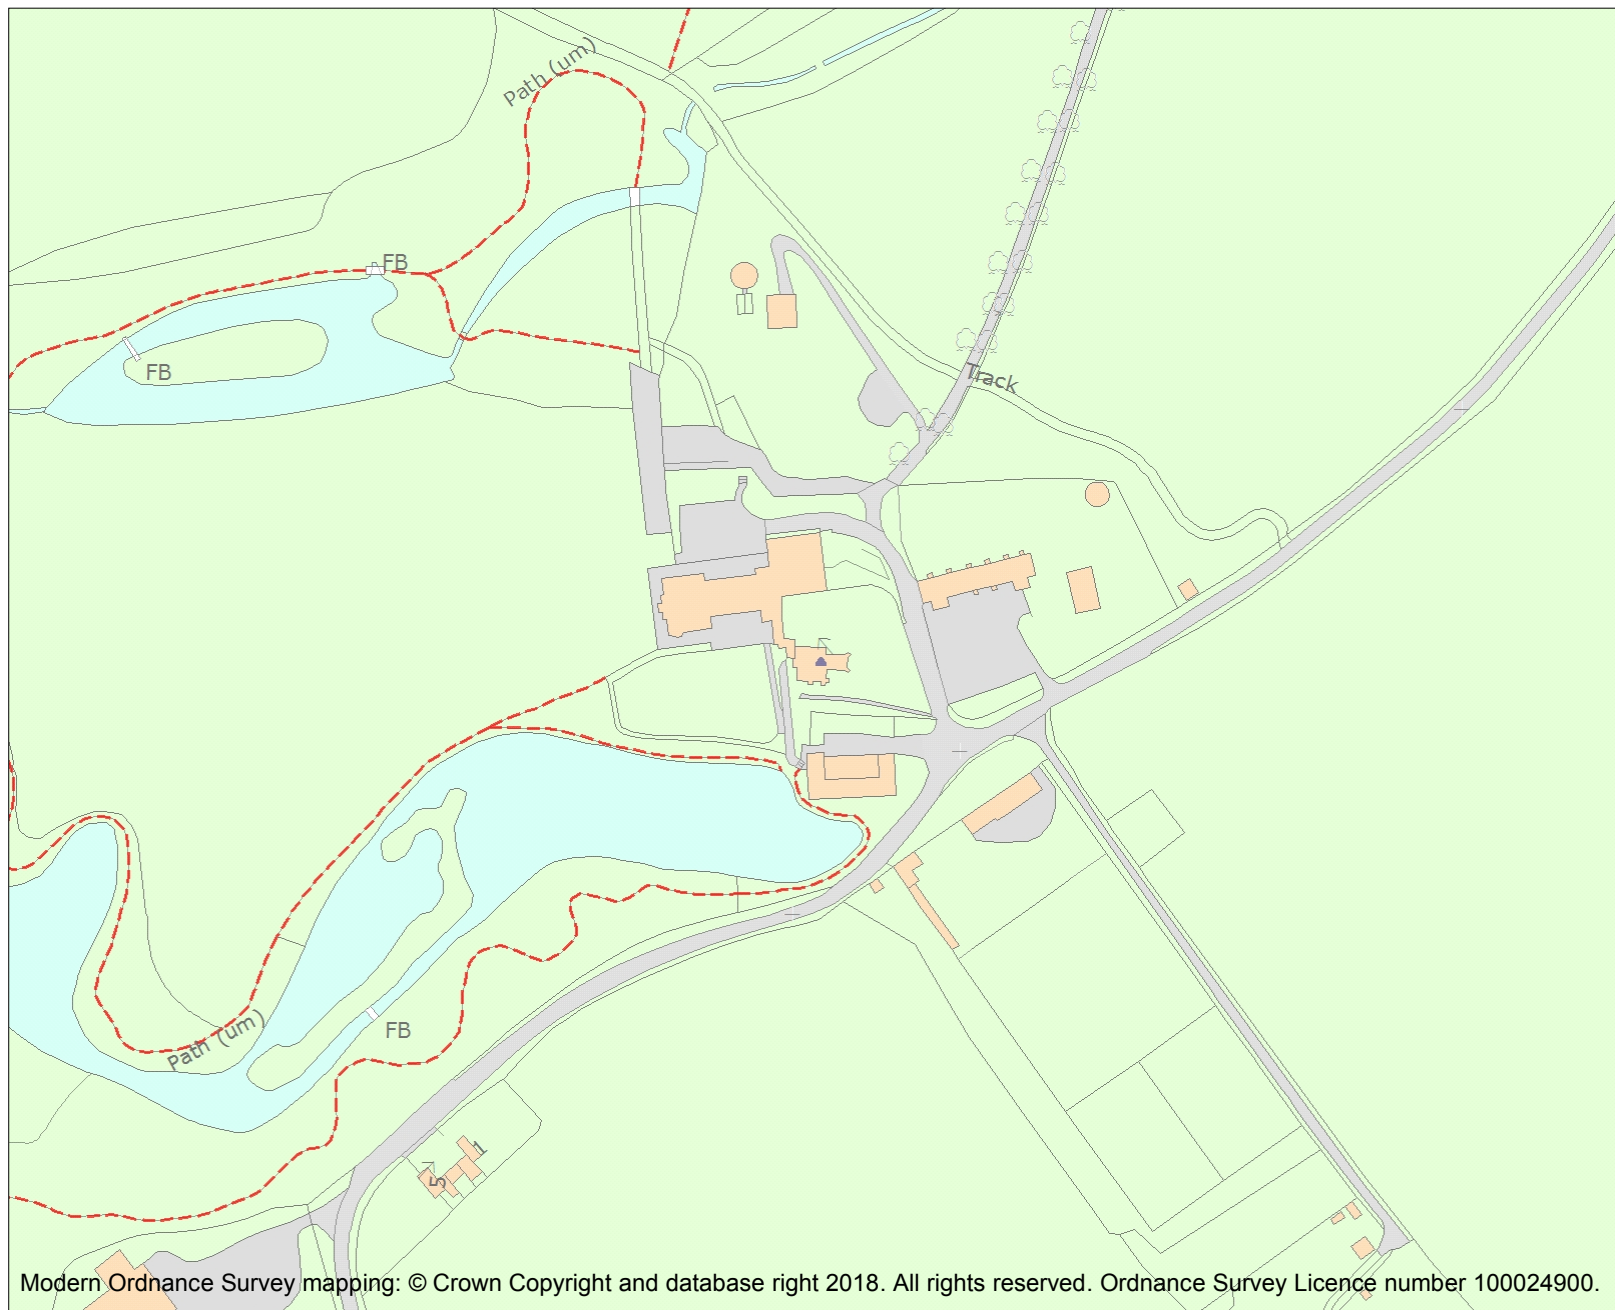 Path (um)
FB
FB
Track
Path (um)
FB
1
5
Modern Ordnance Survey mapping: © Crown Copyright and database right 2018. All rights reserved. Ordnance Survey Licence number 100024900.